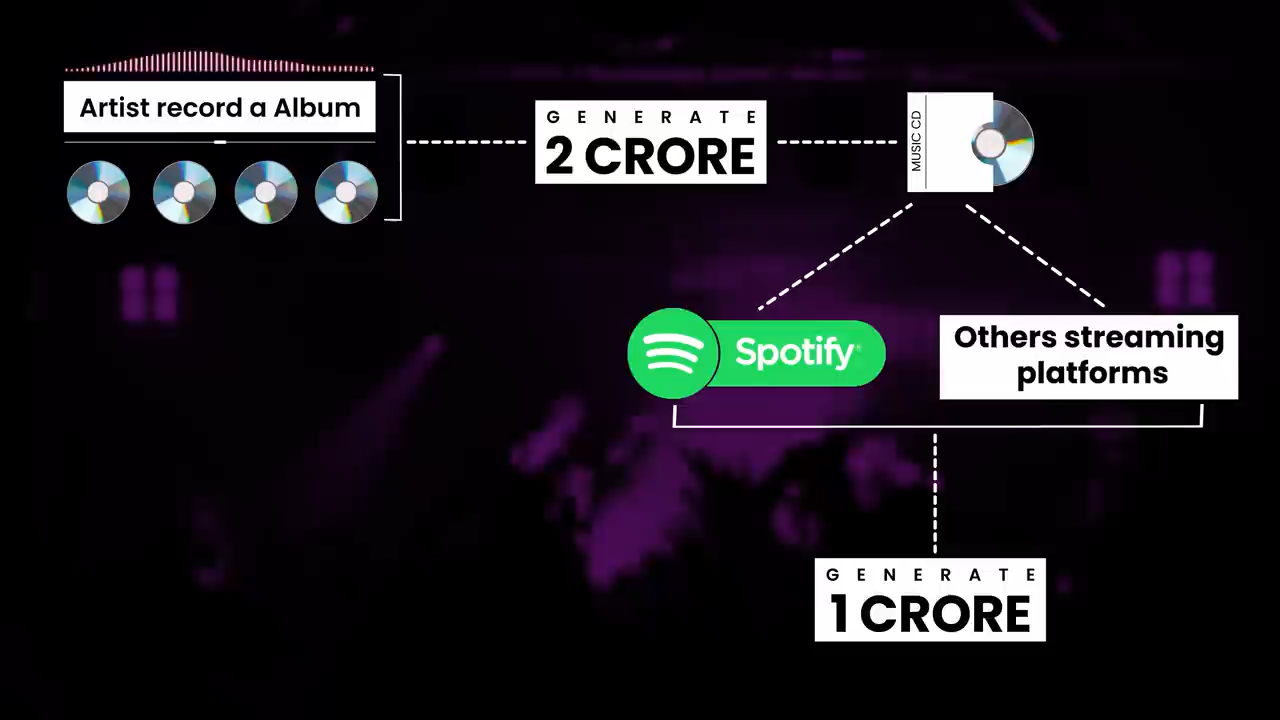 Artist record a Album
GENERATE
2 CRORE
MUSIC CD
Spotify
Others streaming
platforms
GENERATE
1 CRORE